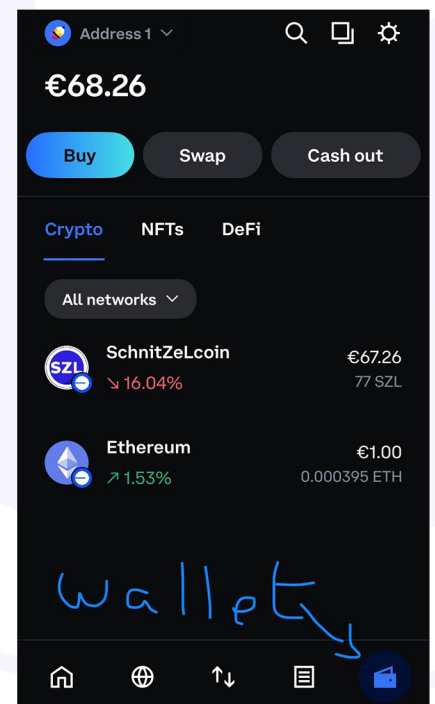 Address 1
€68.26
Buy Swap Cash out
Crypto NFTs DeFi
All networks
SZL
SchnitZeLcoin €67.26
16.04% 77 SZL
Ethereum €1.00
1.53% 0.000395 ETH
wallet